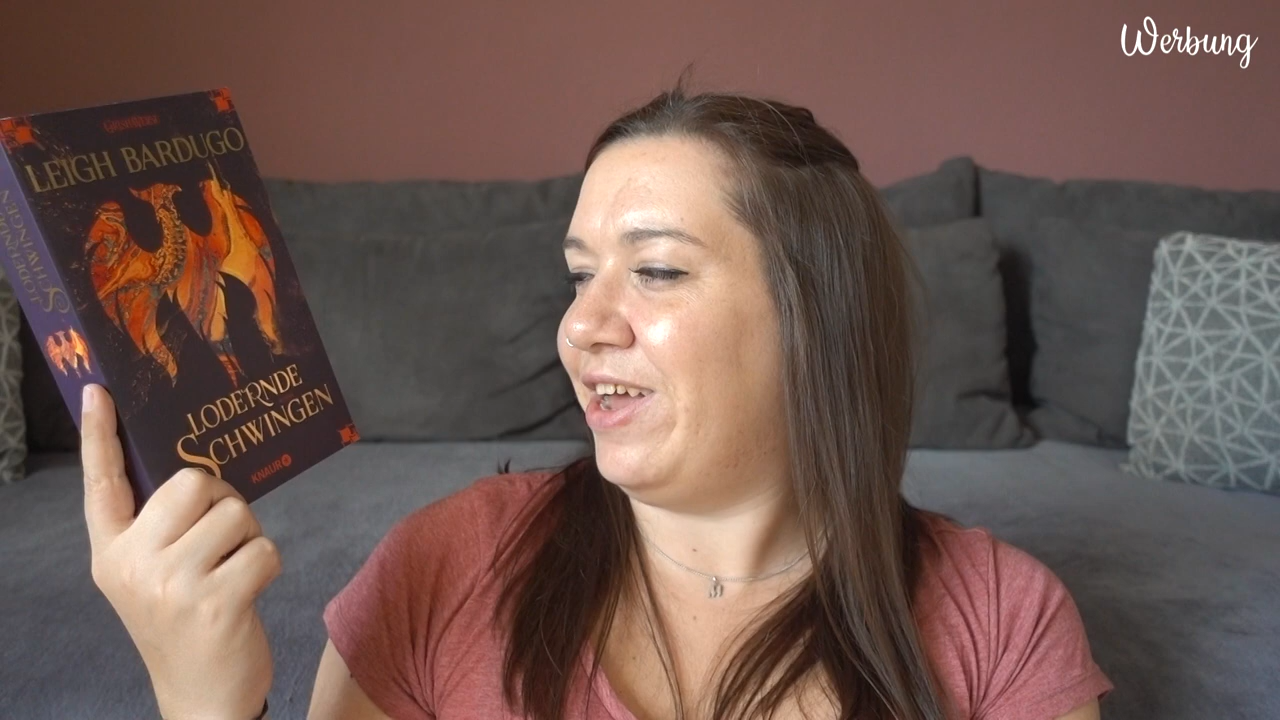 Werbung
LEIGH BARDUGO
LODERNDE
SCHWINGEN
KNAUR
LODERNDE
SCHWINGEN